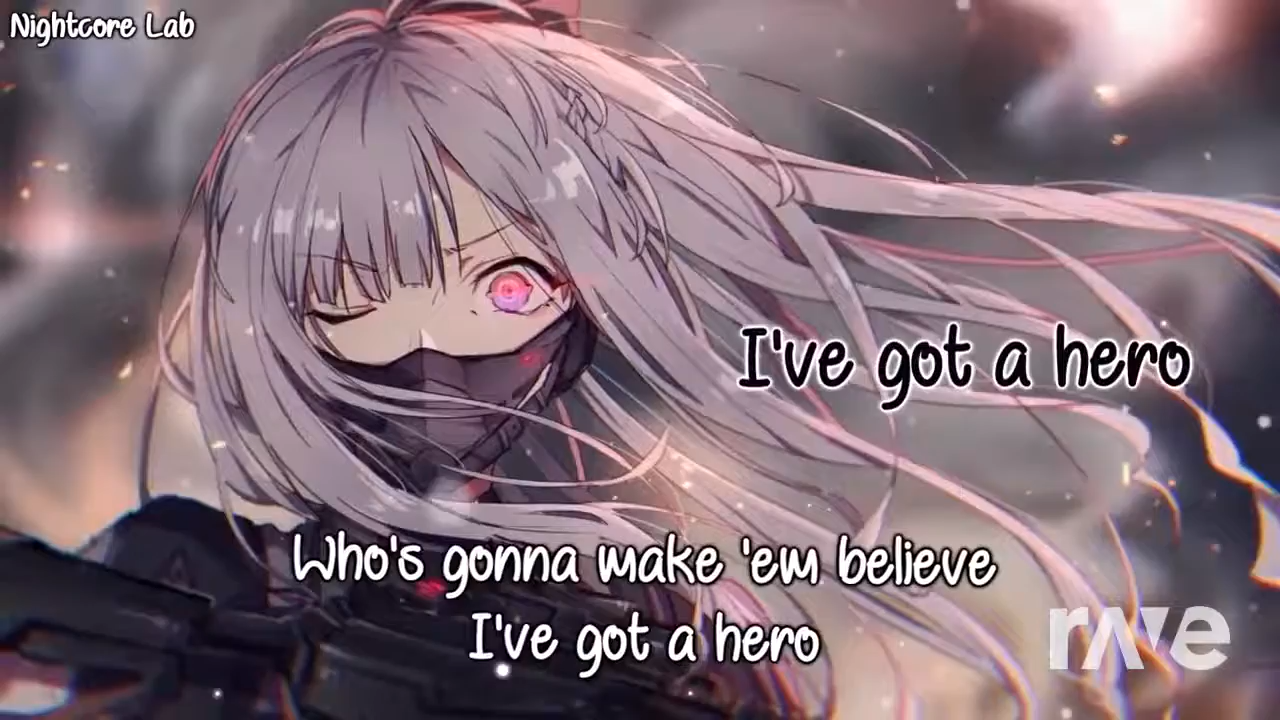 Nightcore Lab
I've got a hero
Who's gonna make 'em believe
I've got a hero
rave